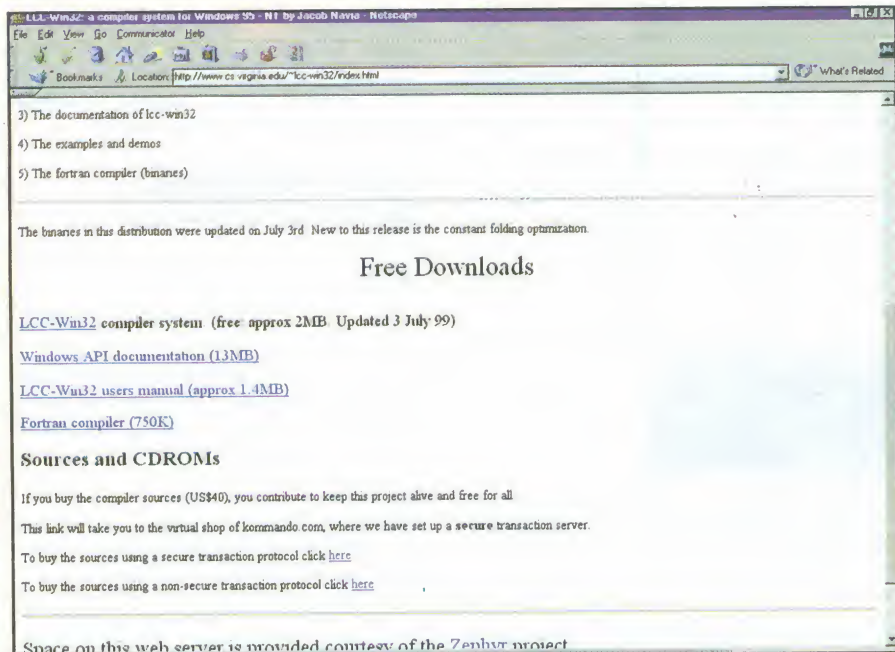 LCC-Win32: a compiler system for Windows 95 - NT by Jacob Navia - Netscape
File Edit View Go Communicator Help
Bookmarks Location: http://www.cs.virginia.edu/~lcc-win32/index.html What's Related
3) The documentation of lcc-win32
4) The examples and demos
5) The fortran compiler (binaries)
The binaries in this distribution were updated on July 3rd New to this release is the constant folding optimization.
Free Downloads
LCC-Win32 compiler system (free approx 2MB Updated 3 July 99)
Windows API documentation (13MB)
LCC-Win32 users manual (approx 1.4MB)
Fortran compiler (750K)
Sources and CDROMs
If you buy the compiler sources (US$40), you contribute to keep this project alive and free for all
This link will take you to the virtual shop of kommando.com, where we have set up a secure transaction server.
To buy the sources using a secure transaction protocol click here
To buy the sources using a non-secure transaction protocol click here
Space on this web server is provided courtesy of the Zephyr project